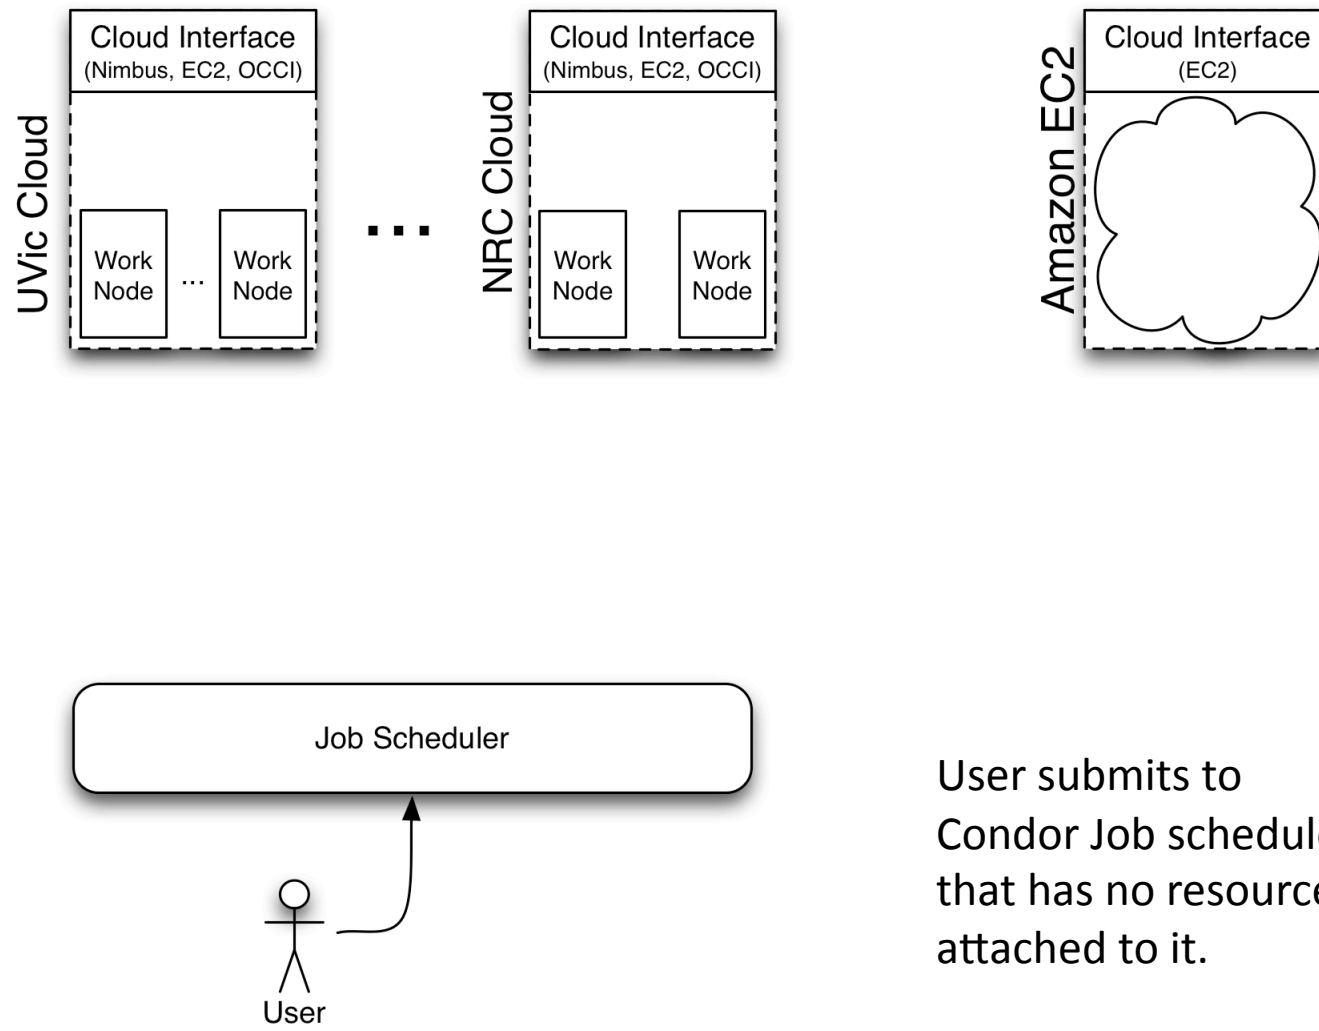 Cloud Interface
(Nimbus, EC2, OCCI)
UVic Cloud
Work
Node
...
Work
Node
...
Cloud Interface
(Nimbus, EC2, OCCI)
NRC Cloud
Work
Node
Work
Node
Cloud Interface
(EC2)
Amazon EC2
Job Scheduler
User
User submits to
Condor Job schedul
that has no resource
attached to it.